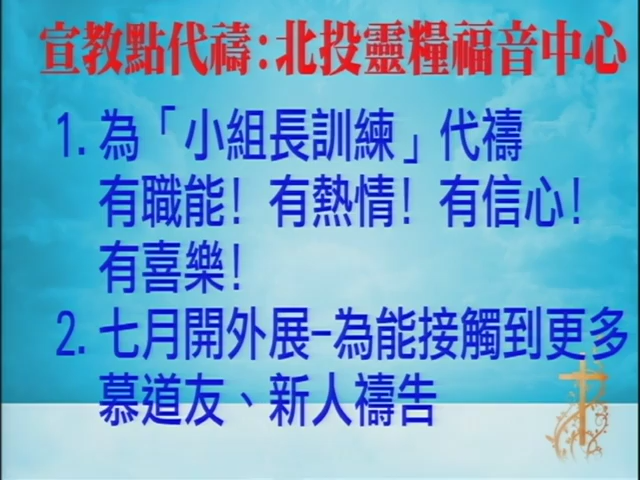 宣教點代禱:北投靈糧福音中心
1. 為「小組長訓練」代禱
有職能! 有熱情! 有信心!
有喜樂!
2. 七月開外展-為能接觸到更多
慕道友、新人禱告